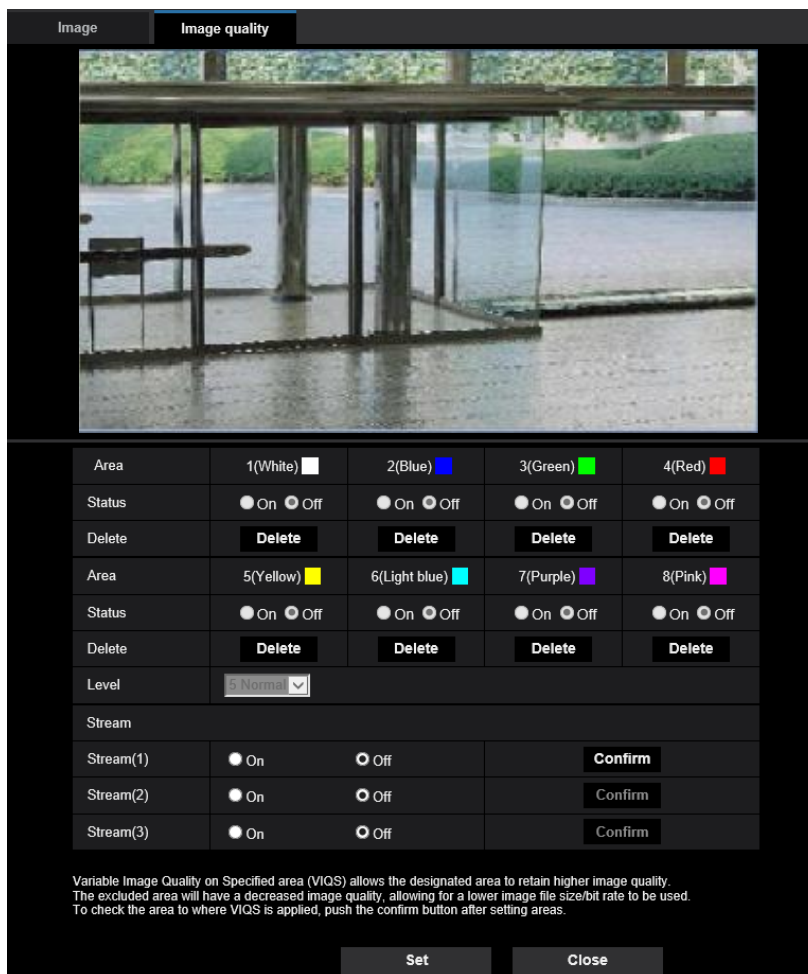 Image Image quality
Area 1(White) 2(Blue) 3(Green) 4(Red)
Status On Off On Off On Off On Off
Delete Delete Delete Delete Delete
Area 5(Yellow) 6(Light blue) 7(Purple) 8(Pink)
Status On Off On Off On Off On Off
Delete Delete Delete Delete Delete
Level 5 Normal
Stream
Stream(1) On Off Confirm
Stream(2) On Off Confirm
Stream(3) On Off Confirm
Variable Image Quality on Specified area (VIQS) allows the designated area to retain higher image quality.
The excluded area will have a decreased image quality, allowing for a lower image file size/bit rate to be used.
To check the area to where VIQS is applied, push the confirm button after setting areas.
Set Close